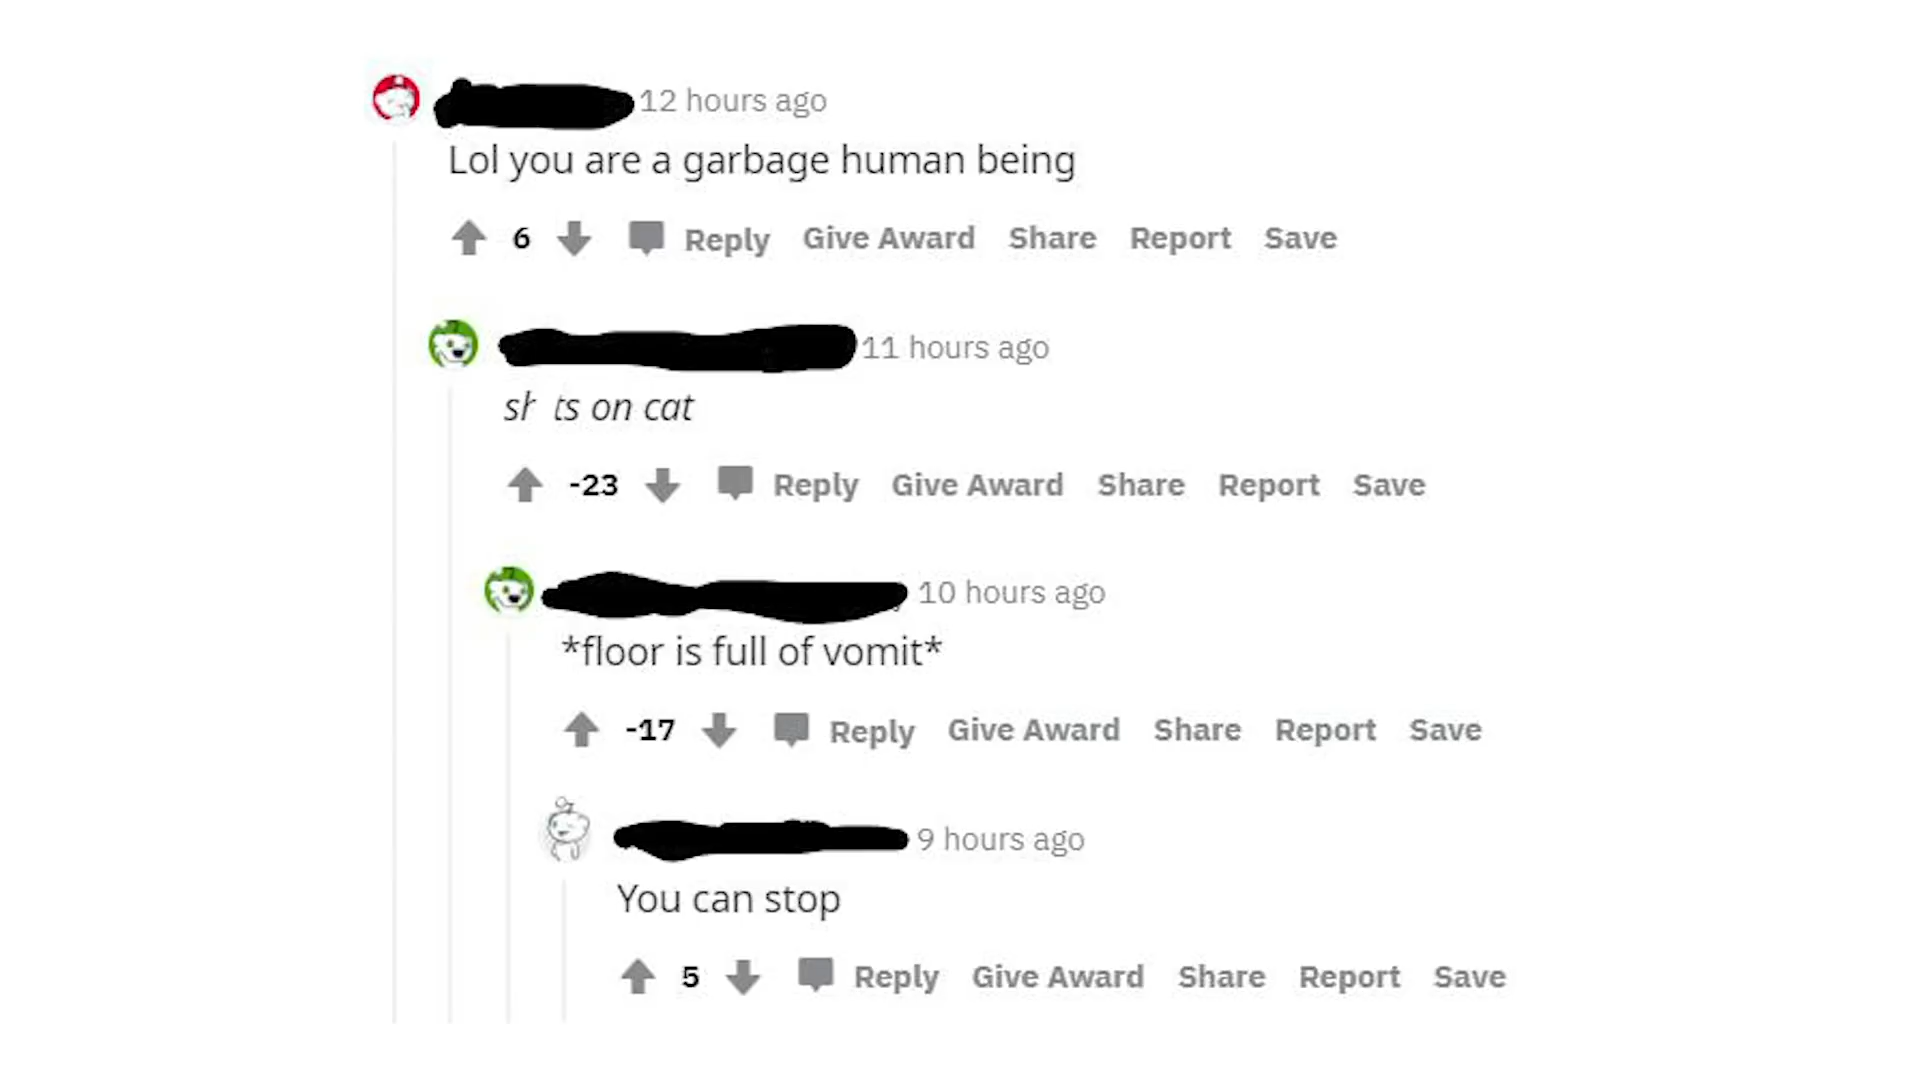 12 hours ago
Lol you are a garbage human being
6 Reply Give Award Share Report Save
11 hours ago
on cat
-23 Reply Give Award Share Report Save
10 hours ago
*floor is full of vomit*
-17 Reply Give Award Share Report Save
9 hours ago
You can stop
5 Reply Give Award Share Report Save